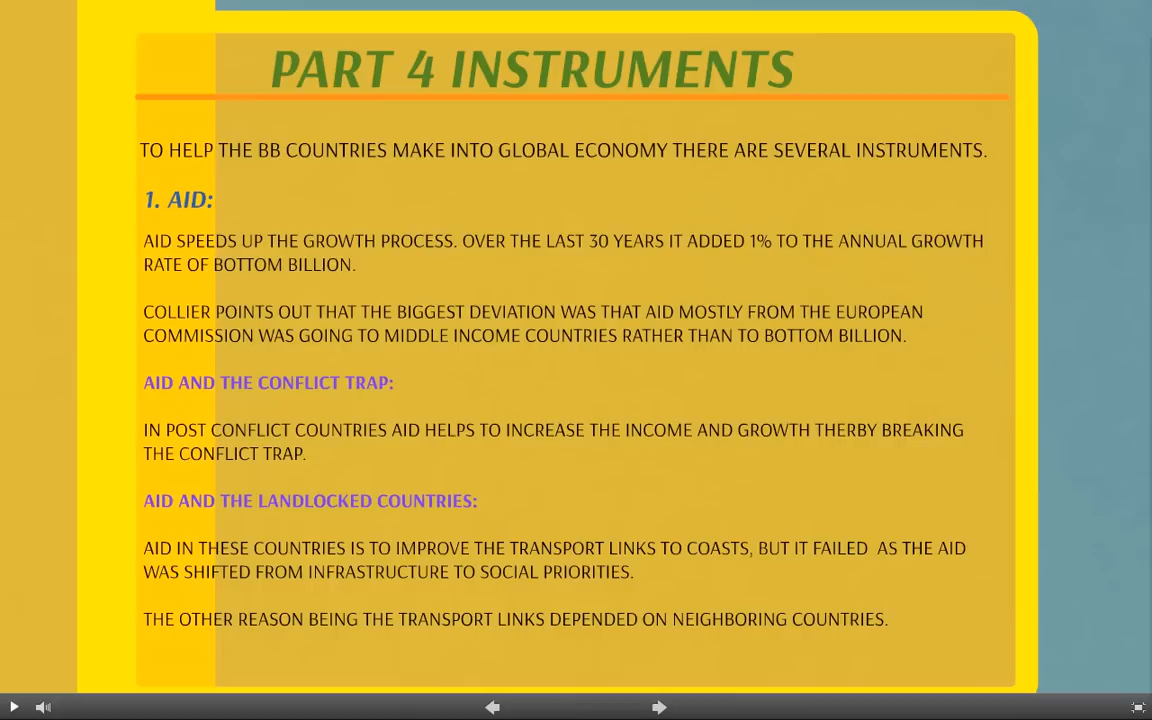 PART 4 INSTRUMENTS
TO HELP THE BB COUNTRIES MAKE INTO GLOBAL ECONOMY THERE ARE SEVERAL INSTRUMENTS.
1. AID:
AID SPEEDS UP THE GROWTH PROCESS. OVER THE LAST 30 YEARS IT ADDED 1% TO THE ANNUAL GROWTH
RATE OF BOTTOM BILLION.
COLLIER POINTS OUT THAT THE BIGGEST DEVIATION WAS THAT AID MOSTLY FROM THE EUROPEAN
COMMISSION WAS GOING TO MIDDLE INCOME COUNTRIES RATHER THAN TO BOTTOM BILLION.
AID AND THE CONFLICT TRAP:
IN POST CONFLICT COUNTRIES AID HELPS TO INCREASE THE INCOME AND GROWTH THERBY BREAKING
THE CONFLICT TRAP.
AID AND THE LANDLOCKED COUNTRIES:
AID IN THESE COUNTRIES IS TO IMPROVE THE TRANSPORT LINKS TO COASTS, BUT IT FAILED  AS THE AID
WAS SHIFTED FROM INFRASTRUCTURE TO SOCIAL PRIORITIES.
THE OTHER REASON BEING THE TRANSPORT LINKS DEPENDED ON NEIGHBORING COUNTRIES.